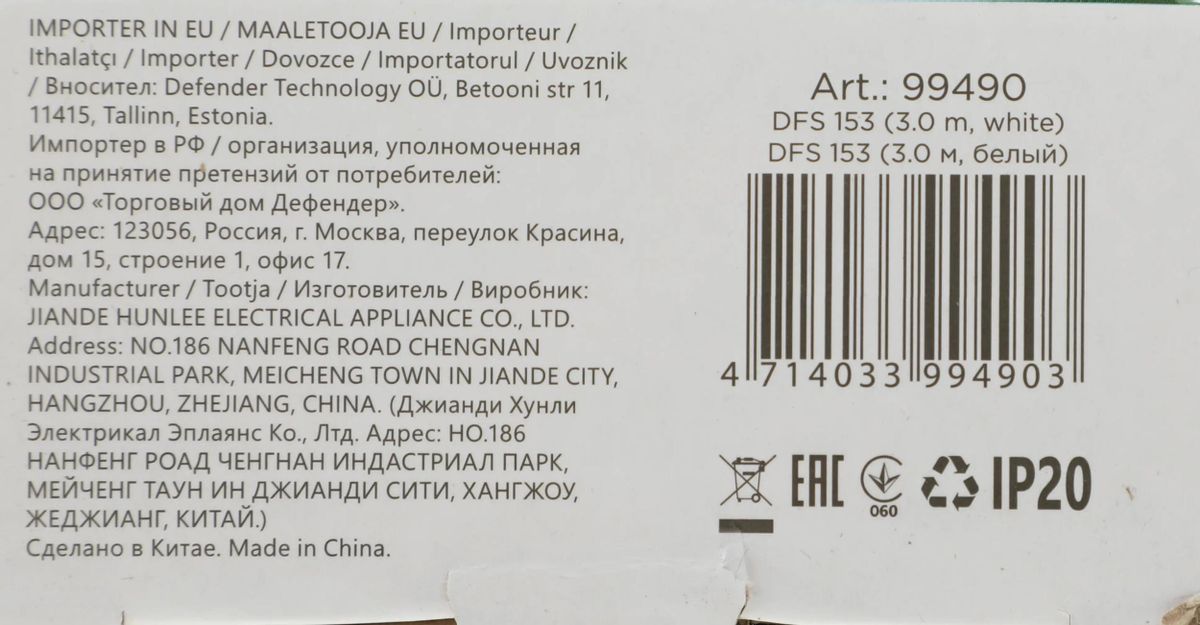 IMPORTER IN EU / MAALETOOJA EU / Importeur /
Ithalatçı / Importer / Dovozce / Importatorul / Uvoznik
/ Вносител: Defender Technology OÜ, Betooni str 11,
11415, Tallinn, Estonia.
Импортер в РФ / организация, уполномоченная
на принятие претензий от потребителей:
ООО «Торговый дом Дефендер».
Адрес: 123056, Россия, г. Москва, переулок Красина,
дом 15, строение 1, офис 17.
Manufacturer / Tootja / Изготовитель / Виробник:
JIANDE HUNLEE ELECTRICAL APPLIANCE CO., LTD.
Address: NO.186 NANFENG ROAD CHENGNAN
INDUSTRIAL PARK, MEICHENG TOWN IN JIANDE CITY,
HANGZHOU, ZHEJIANG, CHINA. (Джианди Хунли
Электрикал Эплаянс Ко., Лтд. Адрес: НО.186
НАНФЕНГ РОАД ЧЕНГНАН ИНДАСТРИАЛ ПАРК,
МЕЙЧЕНГ ТАУН ИН ДЖИАНДИ СИТИ, ХАНГЖОУ,
ЖЕДЖИАНГ, КИТАЙ.)
Сделано в Китае. Made in China.
Art.: 99490
DFS 153 (3.0 m, white)
DFS 153 (3.0 м, белый)
4 714033 994903
EAC
060
IP20